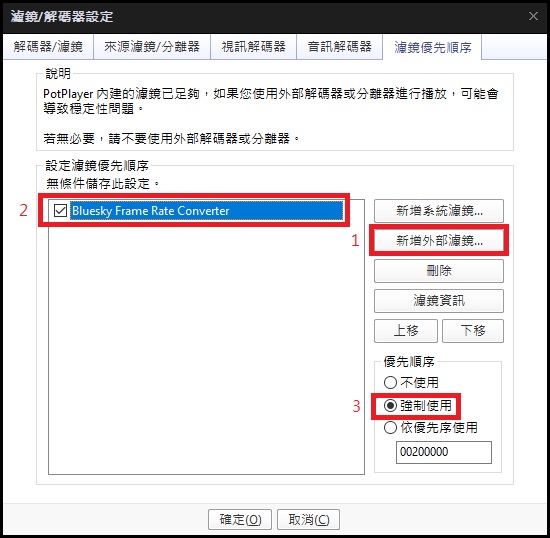 濾鏡/解碼器設定
解碼器/濾鏡 來源濾鏡/分離器 視訊解碼器 音訊解碼器 濾鏡優先順序
說明
PotPlayer 內建的濾鏡已足夠，如果您使用外部解碼器或分離器進行播放，可能會
導致穩定性問題。
若無必要，請不要使用外部解碼器或分離器。
設定濾鏡優先順序
無條件儲存此設定。
2 Bluesky Frame Rate Converter
新增系統濾鏡...
1 新增外部濾鏡...
刪除
濾鏡資訊
上移 下移
優先順序
不使用
3 強制使用
依優先序使用
00200000
確定(O) 取消(C)